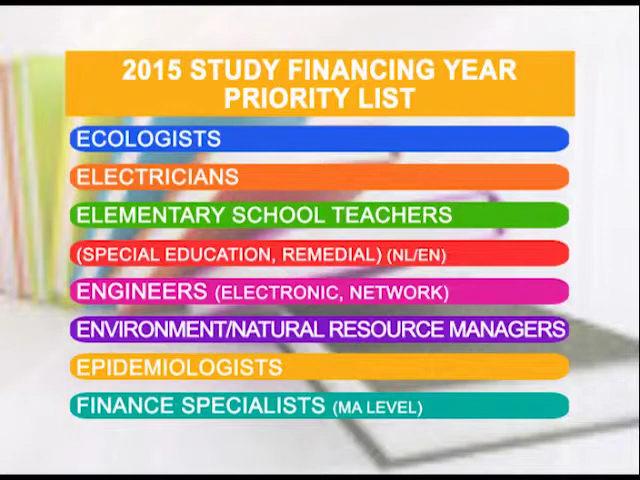 2015 STUDY FINANCING YEAR
PRIORITY LIST
ECOLOGISTS
ELECTRICIANS
ELEMENTARY SCHOOL TEACHERS
(SPECIAL EDUCATION, REMEDIAL) (NL/EN)
ENGINEERS (ELECTRONIC, NETWORK)
ENVIRONMENT/NATURAL RESOURCE MANAGERS
EPIDEMIOLOGISTS
FINANCE SPECIALISTS (MA LEVEL)